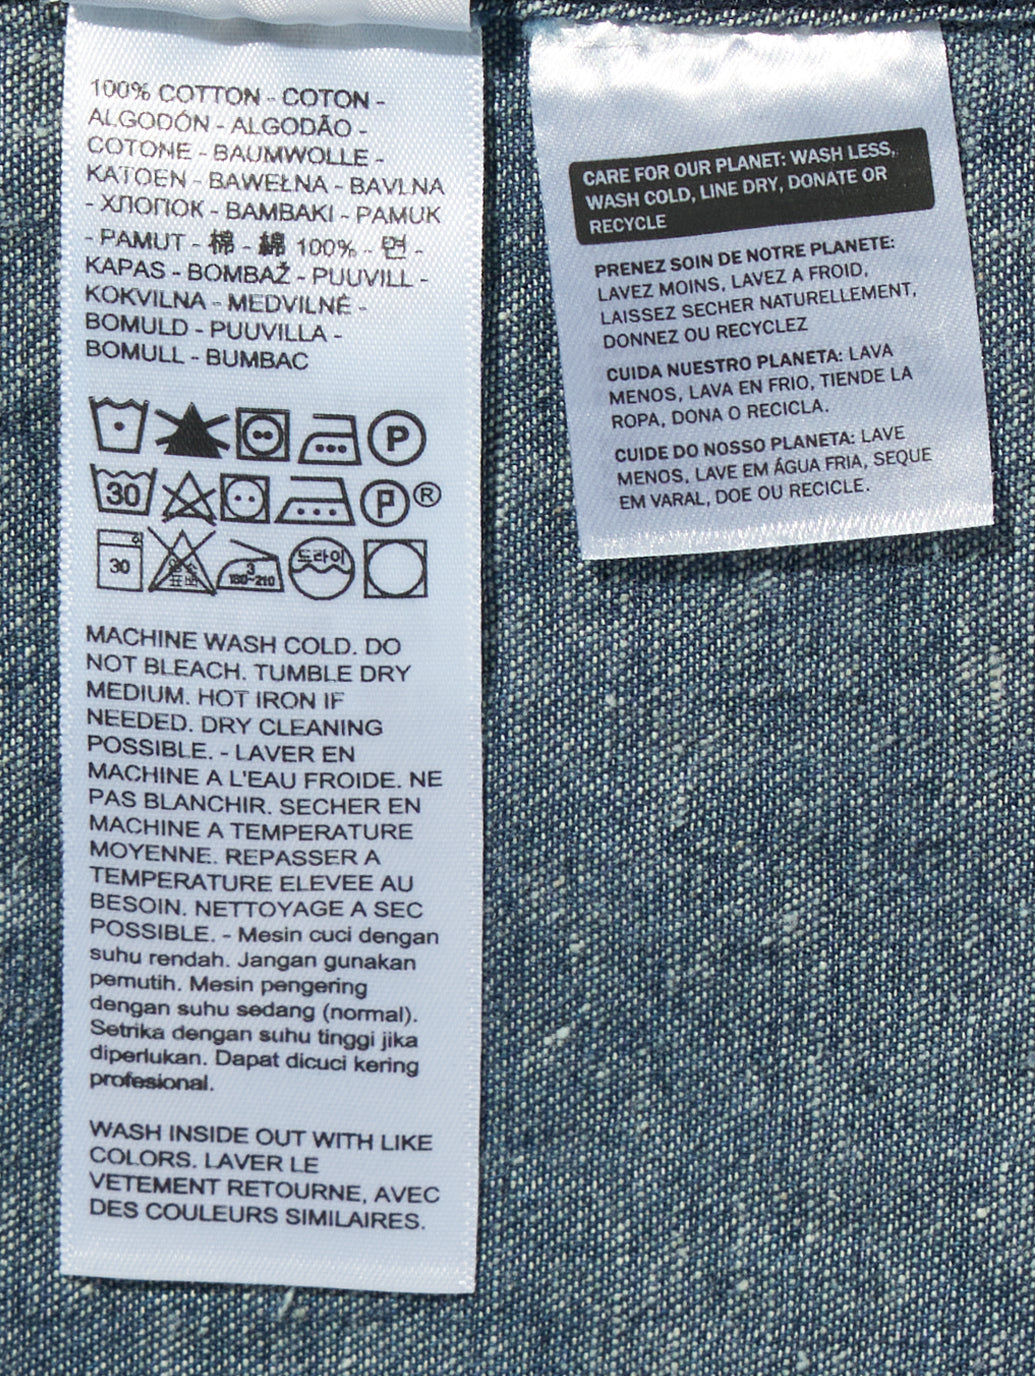 100% COTTON - COTON -
ALGODÓN - ALGODÃO -
COTONE - BAUMWOLLE -
KATOEN - BAWEŁNA - BAVLNA
- ХЛОПОК - BAMBAKI - PAMUK
- PAMUT - 棉 - 綿 100% - 면 -
KAPAS - BOMBAŽ - PUUVILL -
KOKVILNA - MEDVILNĖ -
BOMULD - PUUVILLA -
BOMULL - BUMBAC
P
30 P ®
30 3 180~210 드라이
MACHINE WASH COLD. DO
NOT BLEACH. TUMBLE DRY
MEDIUM. HOT IRON IF
NEEDED. DRY CLEANING
POSSIBLE. - LAVER EN
MACHINE A L'EAU FROIDE. NE
PAS BLANCHIR. SECHER EN
MACHINE A TEMPERATURE
MOYENNE. REPASSER A
TEMPERATURE ELEVEE AU
BESOIN. NETTOYAGE A SEC
POSSIBLE. - Mesin cuci dengan
suhu rendah. Jangan gunakan
pemutih. Mesin pengering
dengan suhu sedang (normal).
Setrika dengan suhu tinggi jika
diperlukan. Dapat dicuci kering
profesional.
WASH INSIDE OUT WITH LIKE
COLORS. LAVER LE
VETEMENT RETOURNE, AVEC
DES COULEURS SIMILAIRES.
CARE FOR OUR PLANET: WASH LESS,
WASH COLD, LINE DRY, DONATE OR
RECYCLE
PRENEZ SOIN DE NOTRE PLANETE:
LAVEZ MOINS, LAVEZ A FROID,
LAISSEZ SECHER NATURELLEMENT,
DONNEZ OU RECYCLEZ
CUIDA NUESTRO PLANETA: LAVA
MENOS, LAVA EN FRIO, TIENDE LA
ROPA, DONA O RECICLA.
CUIDE DO NOSSO PLANETA: LAVE
MENOS, LAVE EM ÁGUA FRIA, SEQUE
EM VARAL, DOE OU RECICLE.